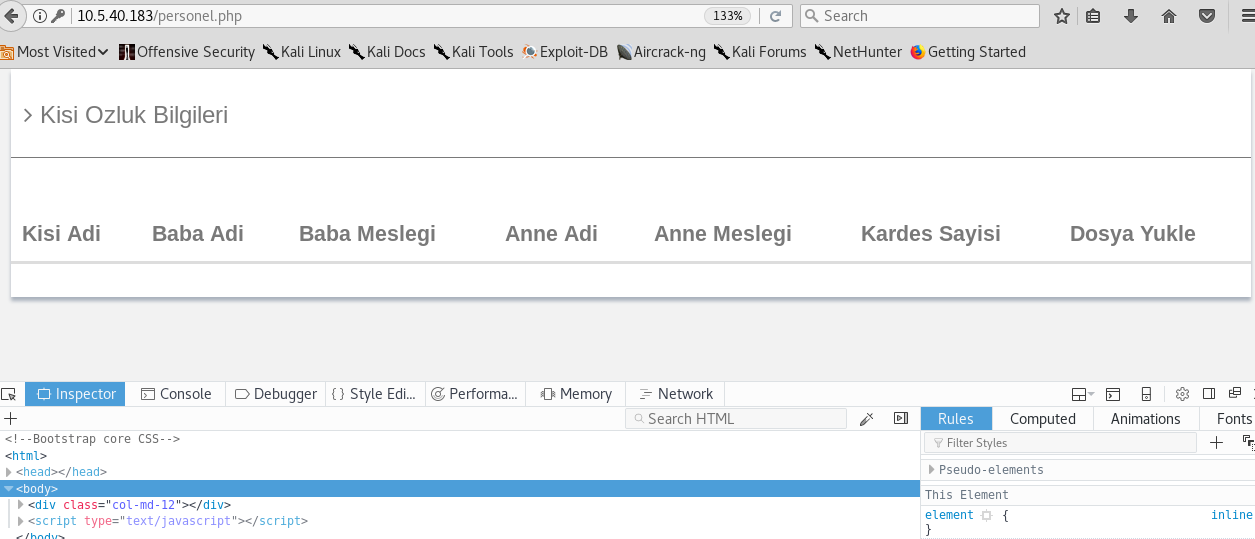 10.5.40.183/personel.php 133% Search
Most Visited Offensive Security Kali Linux Kali Docs Kali Tools Exploit-DB Aircrack-ng Kali Forums NetHunter Getting Started
Kisi Ozluk Bilgileri
Kisi Adi Baba Adi Baba Meslegi Anne Adi Anne Meslegi Kardes Sayisi Dosya Yukle
Inspector Console Debugger { } Style Edi... Performa... Memory Network
+ Search HTML Rules Computed Animations Fonts
<!--Bootstrap core CSS--> Filter Styles +
<html>
<head></head> Pseudo-elements
<body>
This Element
<div class="col-md-12"></div>
element { inline
<script type="text/javascript"></script>
}
</body>